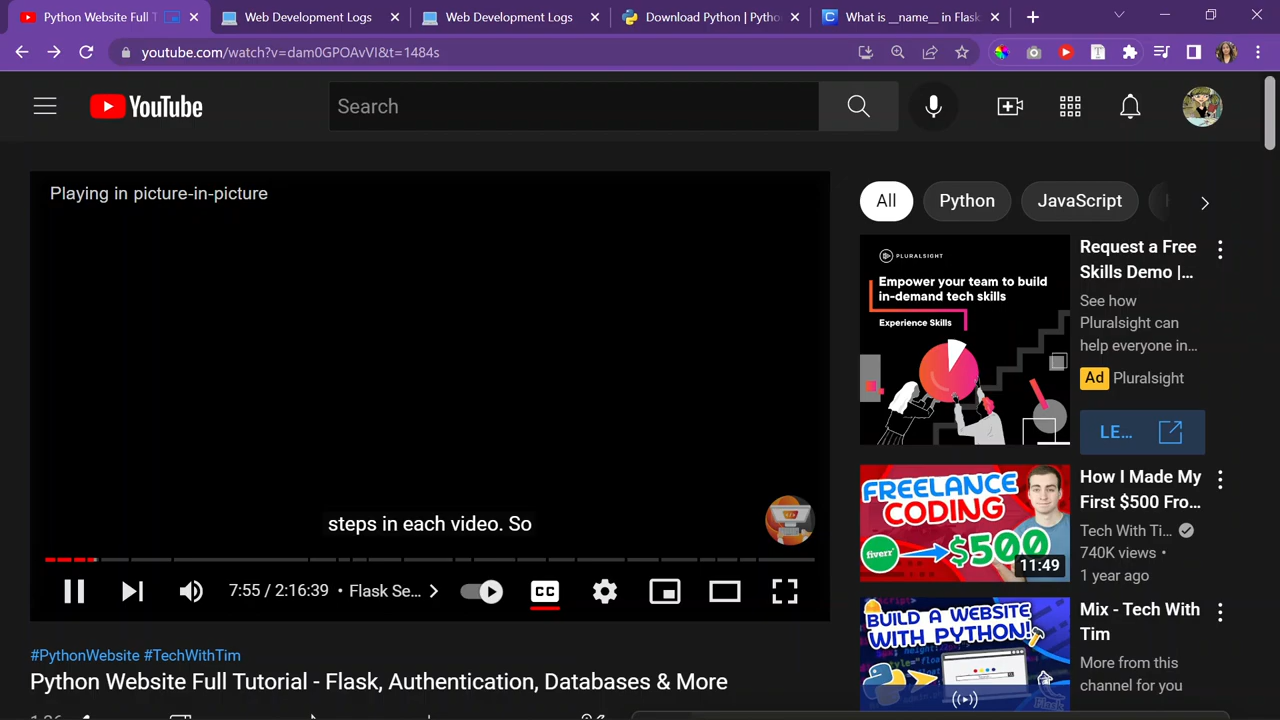 Python Website Full T
Web Development Logs
Web Development Logs
Download Python | Pytho
What is __name__ in Flask
youtube.com/watch?v=dam0GPOAvVI&t=1484s
YouTube
Search
Playing in picture-in-picture
steps in each video. So
7:55 / 2:16:39 • Flask Se...
CC
#PythonWebsite #TechWithTim
Python Website Full Tutorial - Flask, Authentication, Databases & More
All
Python
JavaScript
PLURALSIGHT
Empower your team to build
in-demand tech skills
Experience Skills
Request a Free
Skills Demo |...
See how
Pluralsight can
help everyone in...
Ad Pluralsight
LE...
FREELANCE
CODING
fiverr
$500
11:49
How I Made My
First $500 Fro...
Tech With Ti...
740K views •
1 year ago
BUILD A WEBSITE
WITH PYTHON!
Flask
Mix - Tech With
Tim
More from this
channel for you